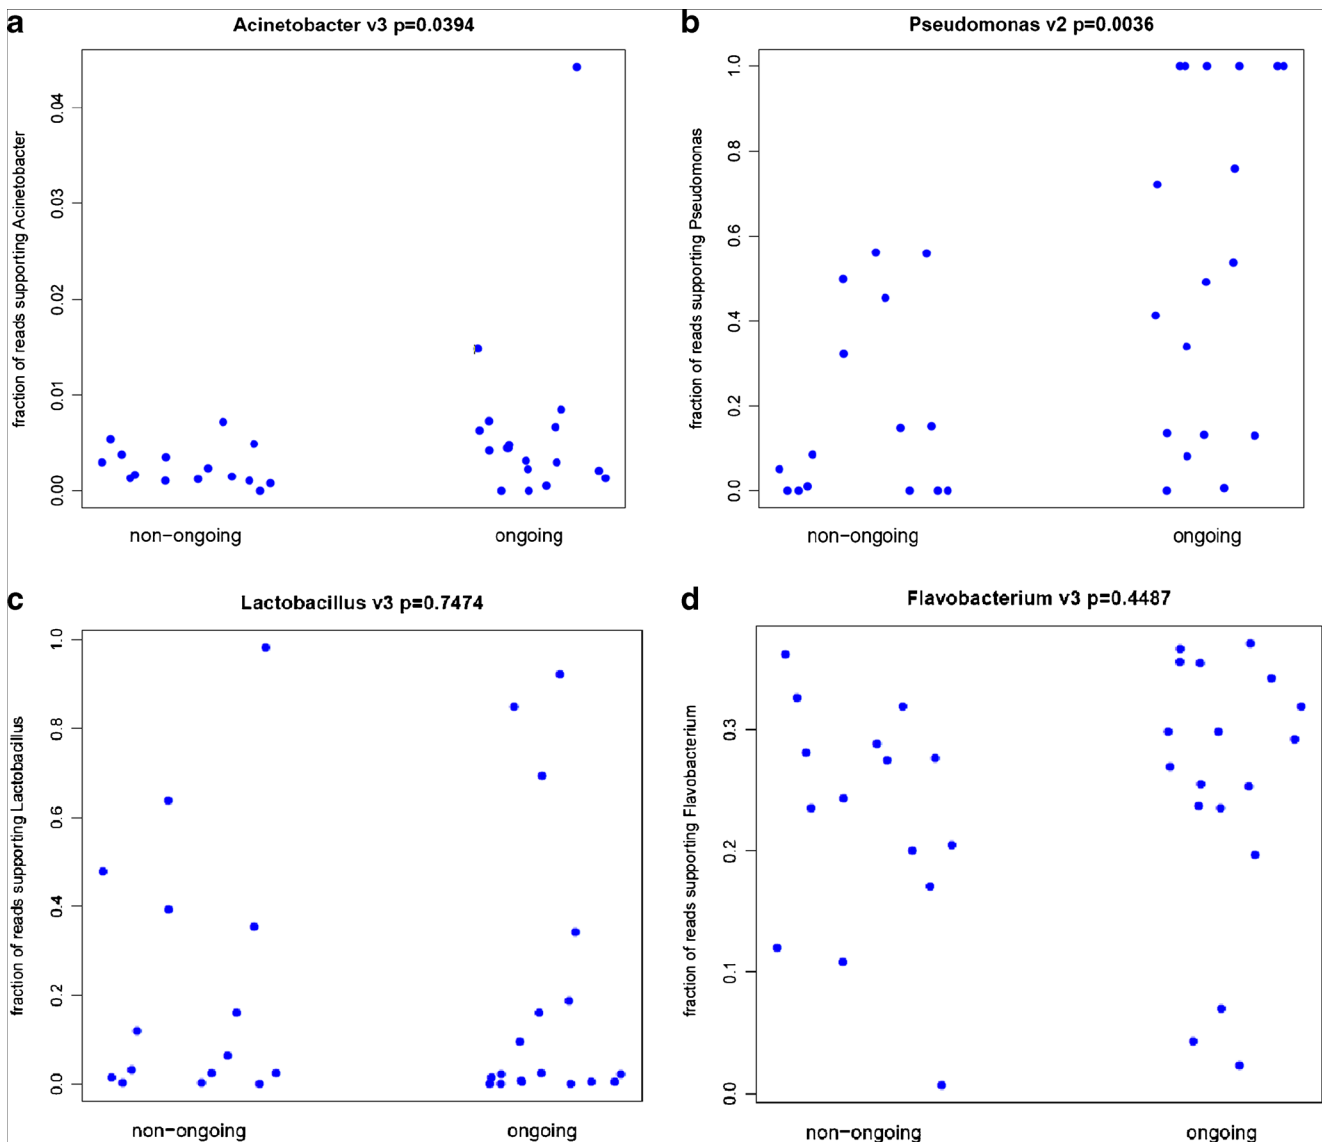 a
Acinetobacter v3 p=0.0394
fraction of reads supporting Acinetobacter
0.04
0.03
0.02
0.01
0.00
non-ongoing
ongoing
b
Pseudomonas v2 p=0.0036
fraction of reads supporting Pseudomonas
1.0
0.8
0.6
0.4
0.2
0.0
non-ongoing
ongoing
c
Lactobacillus v3 p=0.7474
fraction of reads supporting Lactobacillus
1.0
0.8
0.6
0.4
0.2
0.0
non-ongoing
ongoing
d
Flavobacterium v3 p=0.4487
fraction of reads supporting Flavobacterium
0.3
0.2
0.1
0.0
non-ongoing
ongoing